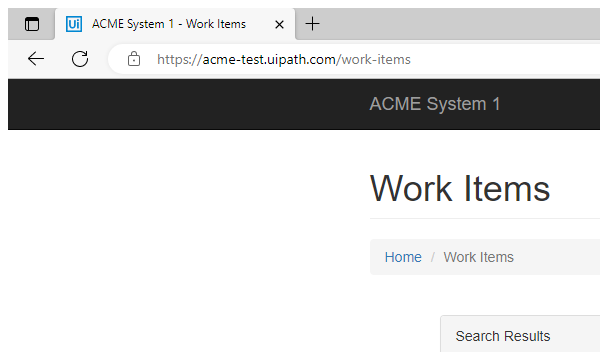 Ui ACME System 1 - Work Items
https://acme-test.uipath.com/work-items
ACME System 1
Work Items
Home / Work Items
Search Results